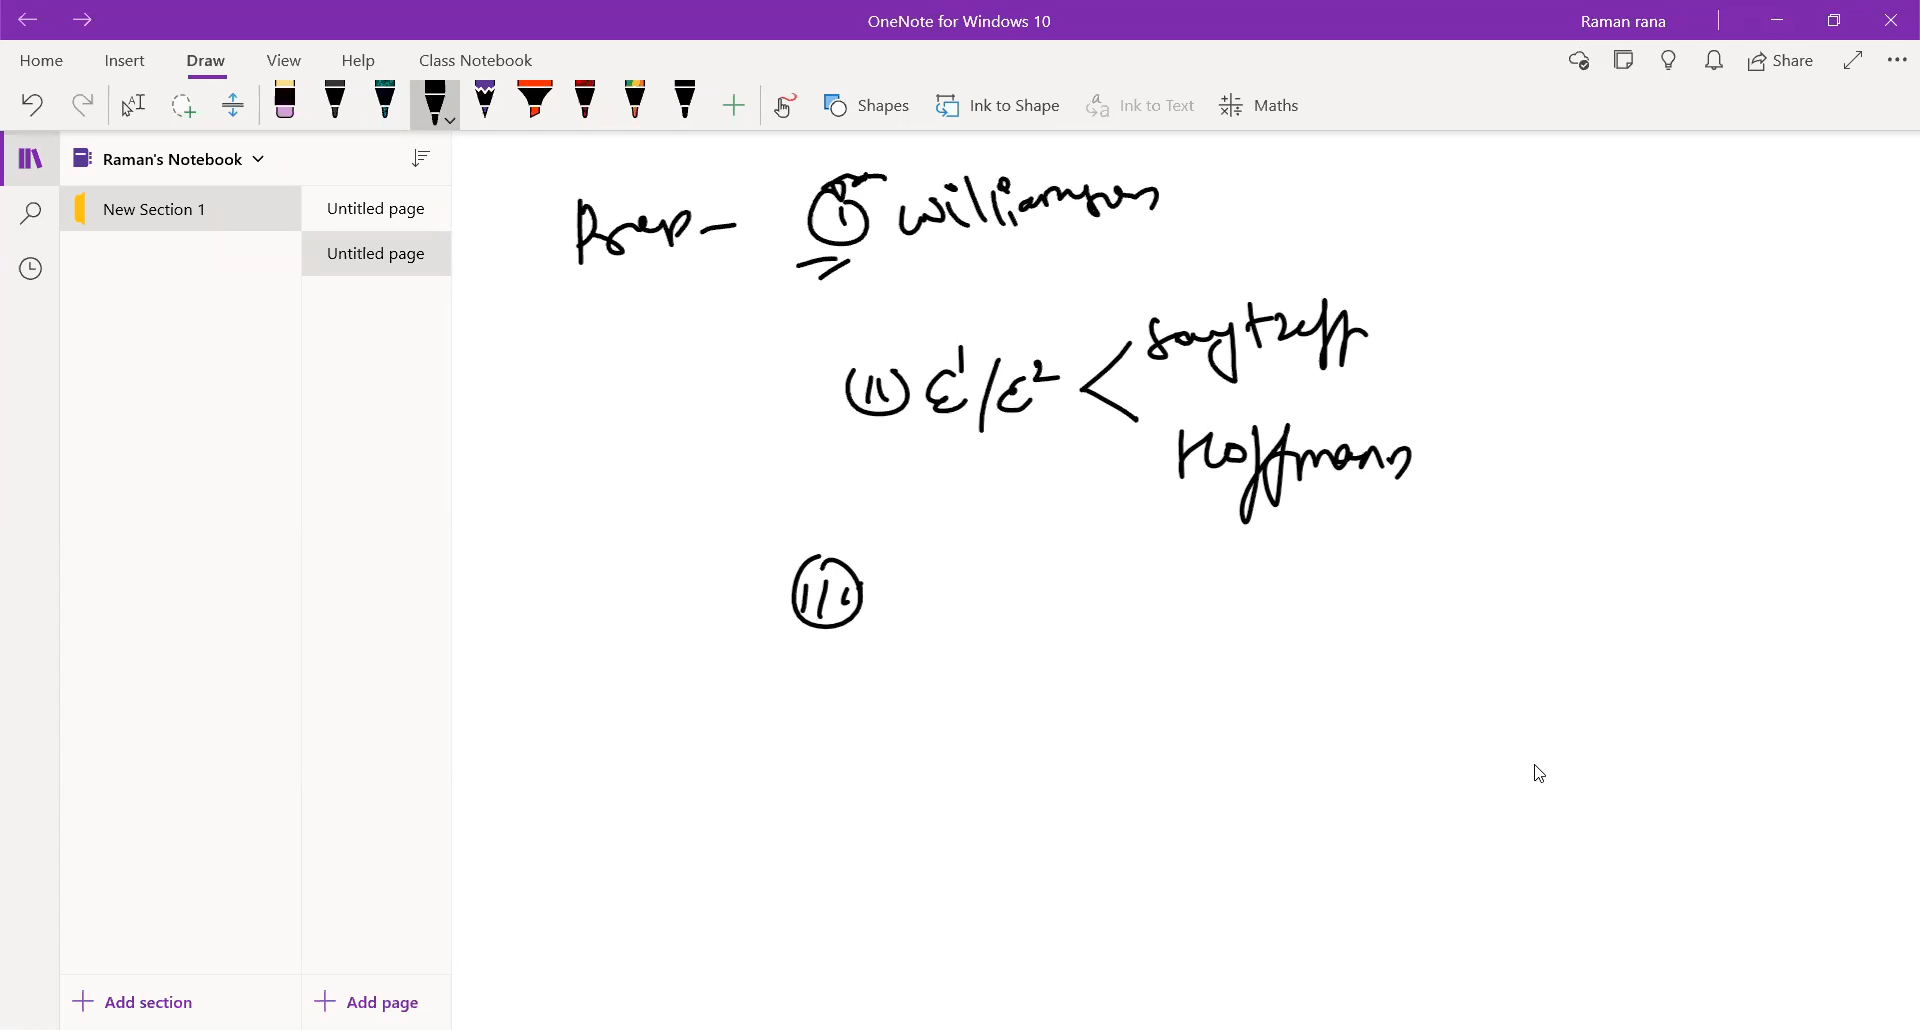 OneNote for Windows 10
Raman rana
Home Insert Draw View Help Class Notebook
Share
Shapes Ink to Shape Ink to Text Maths
Raman's Notebook
New Section 1
Untitled page
Untitled page
Prep - (i) Williamson
(ii) E1/E2 < Saytzeff
Hoffmann
(iii)
Add section
Add page